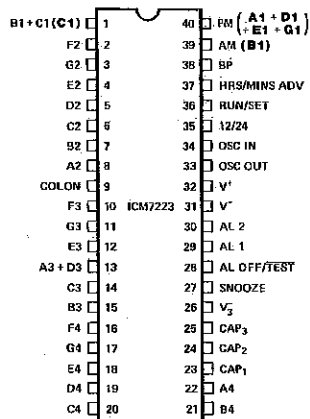 B1+C1(C1) 1 40 PM (A1 + D1 + E1 + G1)
F2 2 39 AM (B1)
G2 3 38 BP
E2 4 37 HRS/MINS ADV
D2 5 36 RUN/SET
C2 6 35 12/24
B2 7 34 OSC IN
A2 8 33 OSC OUT
COLON 9 32 V+
F3 10 ICM7223 31 V-
G3 11 30 AL 2
E3 12 29 AL 1
A3+D3 13 28 AL OFF/TEST
C3 14 27 SNOOZE
B3 15 26 V3-
F4 16 25 CAP3
G4 17 24 CAP2
E4 18 23 CAP1
D4 19 22 A4
C4 20 21 B4